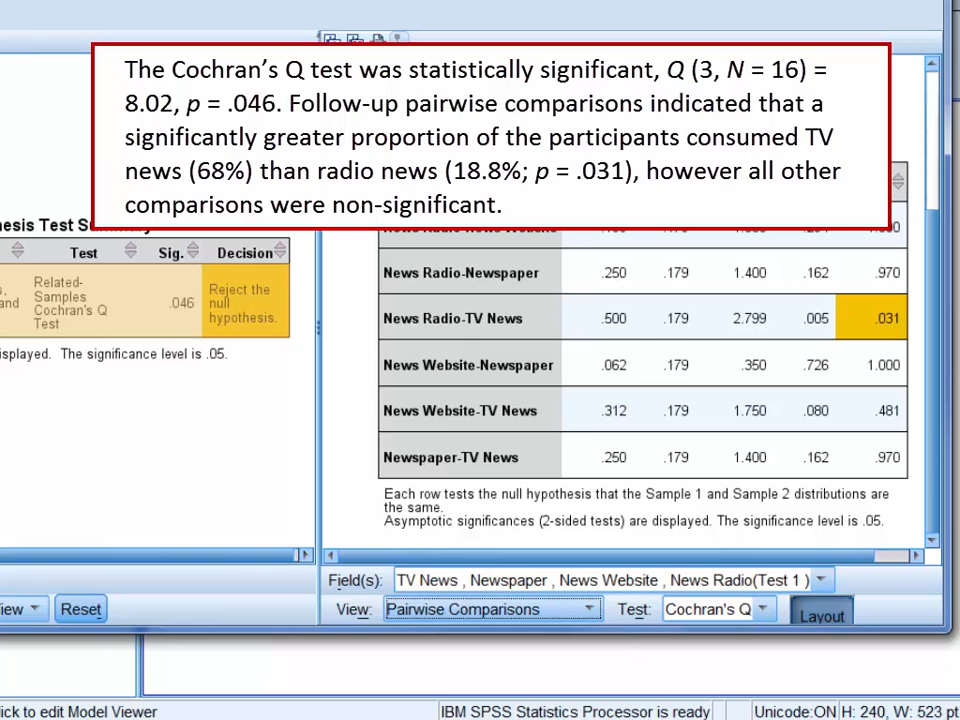 The Cochran’s Q test was statistically significant, Q (3, N = 16) =
8.02, p = .046. Follow-up pairwise comparisons indicated that a
significantly greater proportion of the participants consumed TV
news (68%) than radio news (18.8%; p = .031), however all other
comparisons were non-significant.
Test Sig. Decision
Related-
Samples
Cochran's Q
Test
.046
Reject the
null
hypothesis.
The significance level is .05.
News Radio-Newspaper .250 .179 1.400 .162 .970
News Radio-TV News .500 .179 2.799 .005 .031
News Website-Newspaper .062 .179 .350 .726 1.000
News Website-TV News .312 .179 1.750 .080 .481
Newspaper-TV News .250 .179 1.400 .162 .970
Each row tests the null hypothesis that the Sample 1 and Sample 2 distributions are
the same.
Asymptotic significances (2-sided tests) are displayed. The significance level is .05.
Field(s): TV News , Newspaper , News Website , News Radio(Test 1 )
Reset View: Pairwise Comparisons Test: Cochran's Q Layout
to edit Model Viewer IBM SPSS Statistics Processor is ready Unicode:ON H: 240, W: 523 pt